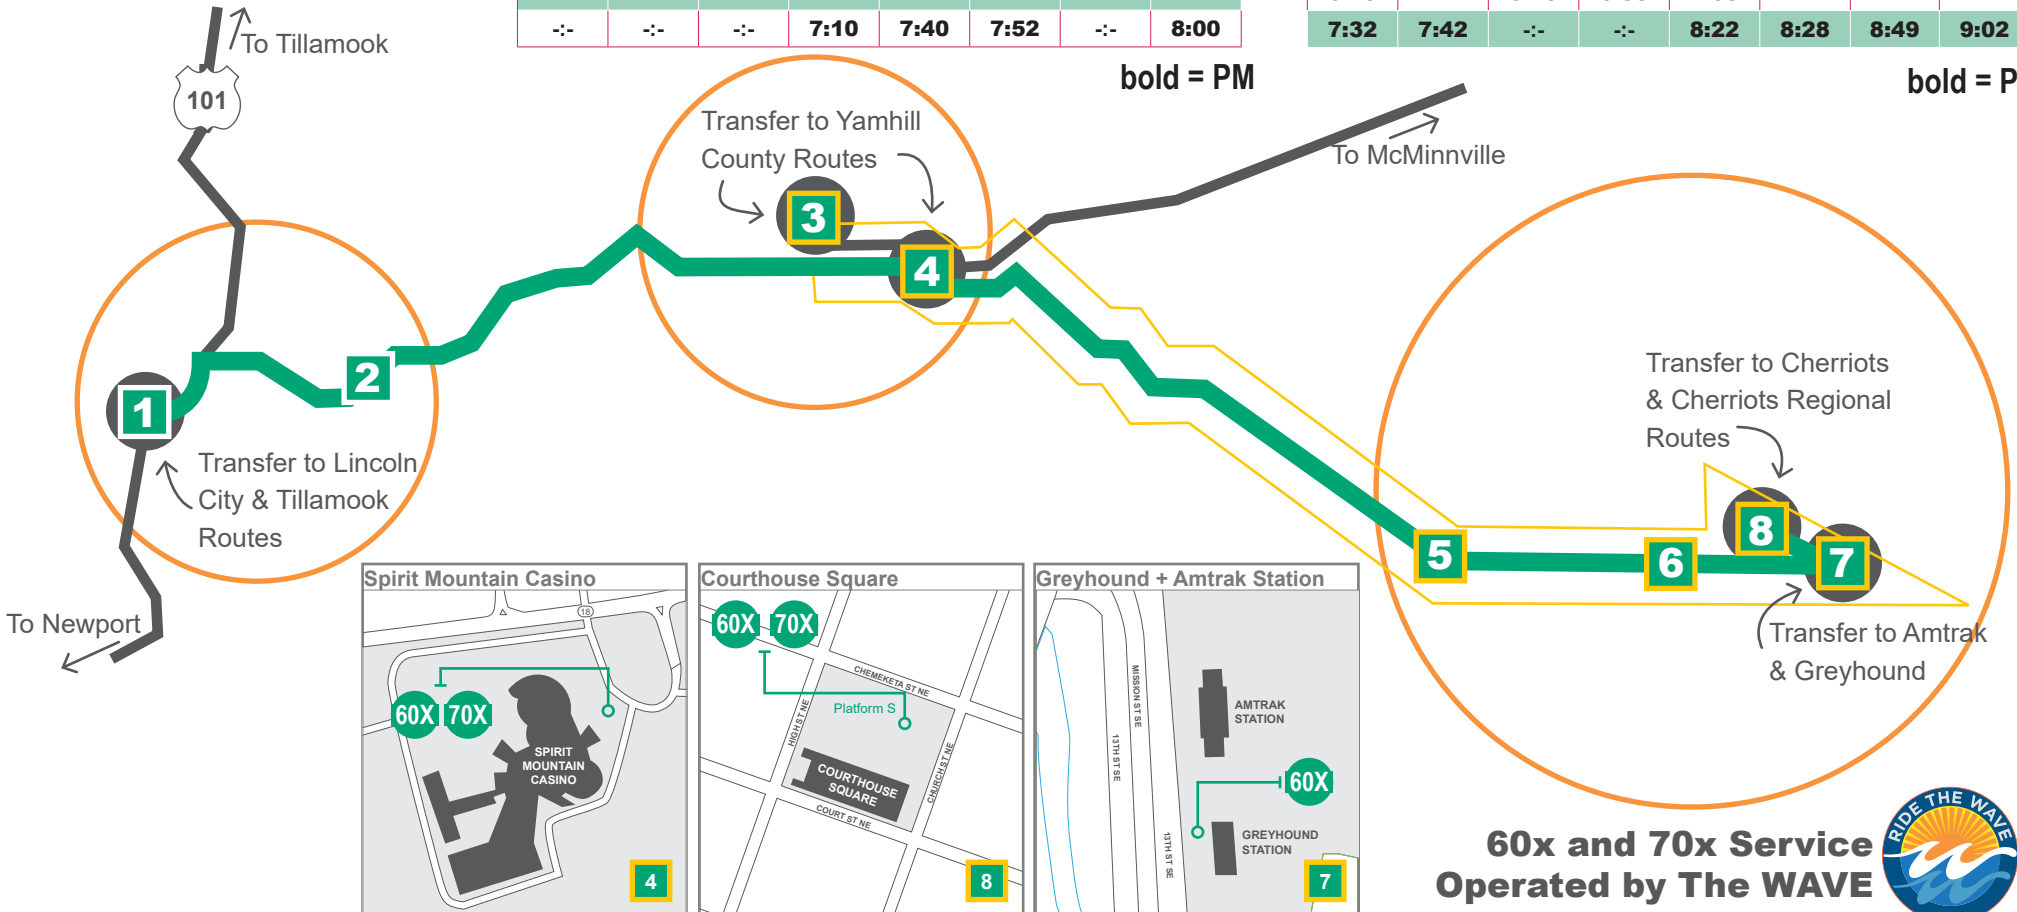 -:- -:- -:- 7:10 7:40 7:52 -:- 8:00
7:32 7:42 -:- -:- 8:22 8:28 8:49 9:02
bold = PM
bold = P
To Tillamook
101
Transfer to Yamhill
County Routes
To McMinnville
3
4
1
2
Transfer to Lincoln
City & Tillamook
Routes
To Newport
Transfer to Cherriots
& Cherriots Regional
Routes
5
6
8
7
Transfer to Amtrak
& Greyhound
Spirit Mountain Casino
18
60X 70X
SPIRIT
MOUNTAIN
CASINO
4
Courthouse Square
60X 70X
CHEMEKETA ST NE
Platform S
HIGH ST NE
CHURCH ST NE
COURTHOUSE
SQUARE
COURT ST NE
8
Greyhound + Amtrak Station
MISSION ST SE
13TH ST SE
13TH ST SE
AMTRAK
STATION
60X
GREYHOUND
STATION
7
60x and 70x Service
Operated by The WAVE
RIDE THE WAVE